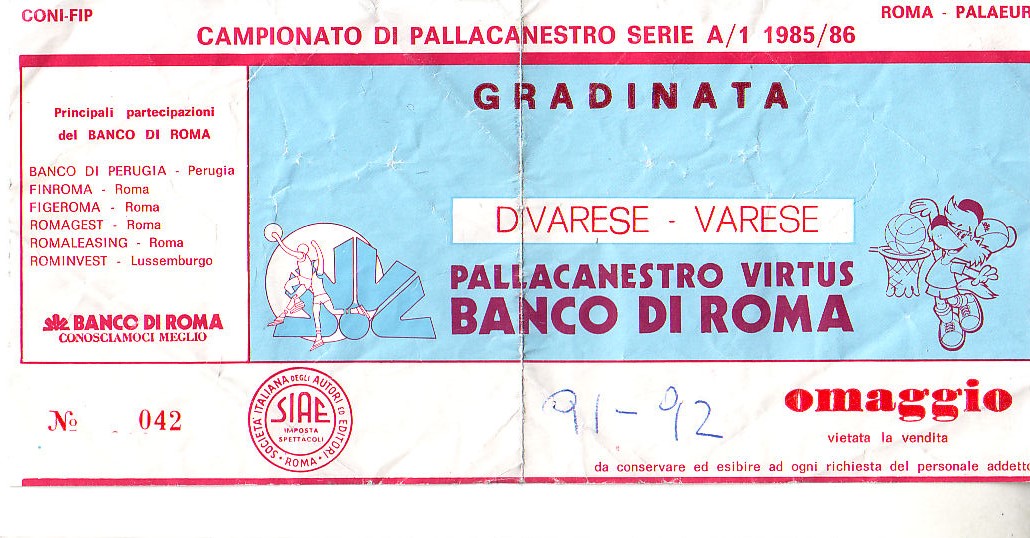 CONI-FIP
ROMA - PALAEUR
CAMPIONATO DI PALLACANESTRO SERIE A/1 1985/86
Principali partecipazioni
del BANCO DI ROMA
BANCO DI PERUGIA - Perugia
FINROMA - Roma
FIGEROMA - Roma
ROMAGEST - Roma
ROMALEASING - Roma
ROMINVEST - Lussemburgo
BANCO DI ROMA
CONOSCIAMOCI MEGLIO
GRADINATA
D'VARESE - VARESE
PALLACANESTRO VIRTUS
BANCO DI ROMA
No 042
SOCIETÀ ITALIANA DEGLI AUTORI ED EDITORI
SIAE
IMPOSTA
SPETTACOLI
· ROMA ·
91-92
omaggio
vietata la vendita
da conservare ed esibire ad ogni richiesta del personale addetto